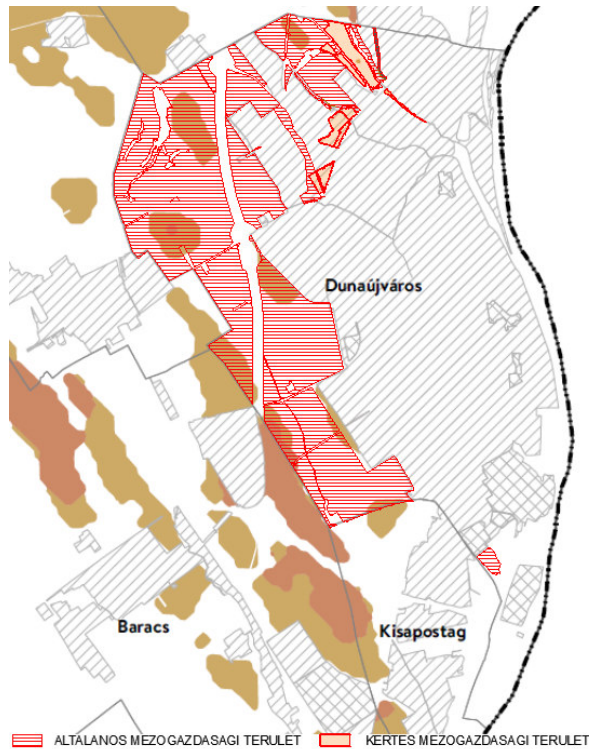 Dunaújváros
Baracs
Kisapostag
ALTALANOS MEZOGAZDASAGI TERULET
KERTES MEZOGAZDASAGI TERULET